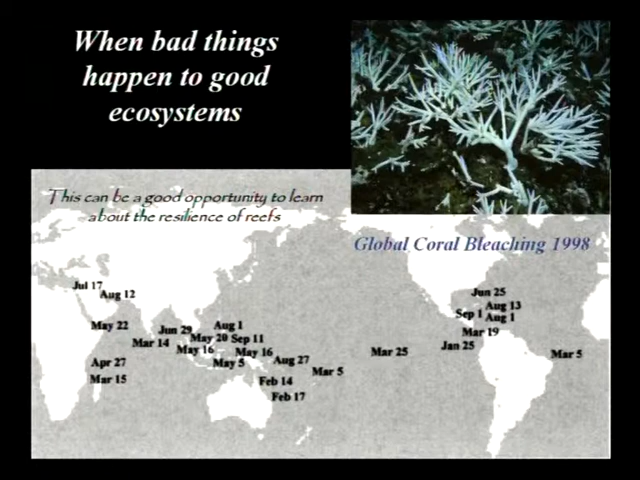 When bad things
happen to good
ecosystems
This can be a good opportunity to learn
about the resilience of reefs
Global Coral Bleaching 1998
Jul 17
Aug 12
Jun 25
Aug 13
Sep 1
Aug 1
May 22
Jun 29
Aug 1
Mar 19
Mar 14
May 20
Sep 11
Jan 25
May 16
May 16
Mar 25
Mar 5
Apr 27
May 5
Aug 27
Mar 5
Mar 15
Feb 14
Feb 17